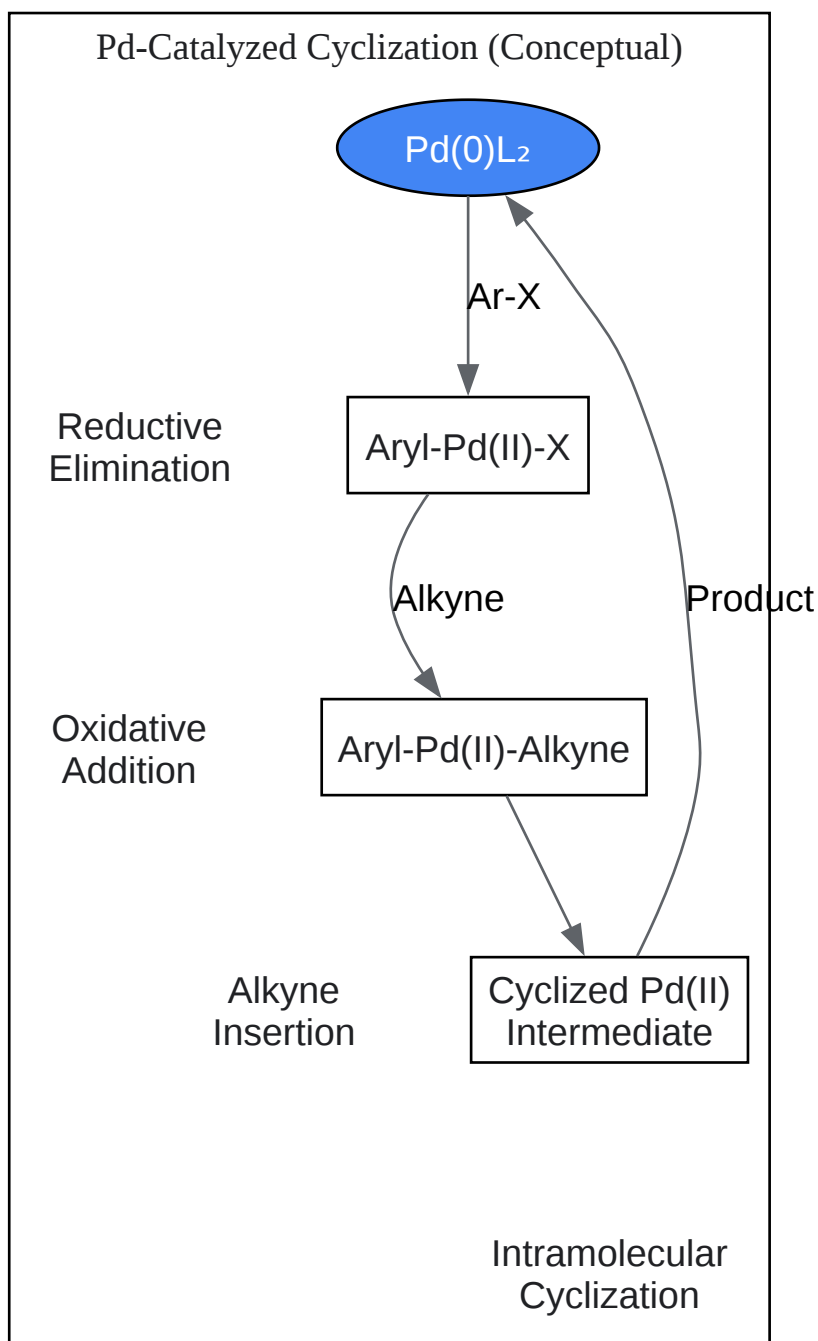 Pd-Catalyzed Cyclization (Conceptual)
Pd(0)L₂
Ar-X
Reductive
Elimination
Aryl-Pd(II)-X
Alkyne
Product
Oxidative
Addition
Aryl-Pd(II)-Alkyne
Alkyne
Insertion
Cyclized Pd(II)
Intermediate
Intramolecular
Cyclization